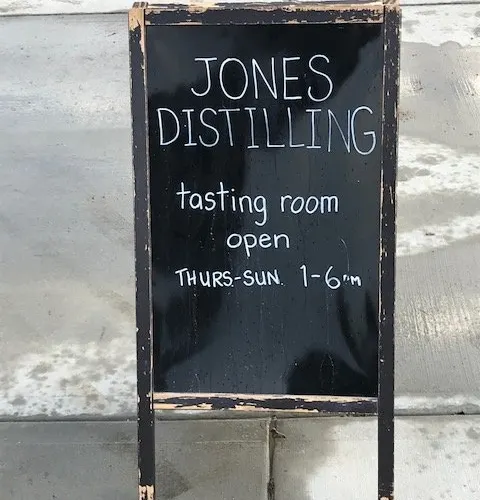 JONES
DISTILLING
tasting room
open
THURS-SUN. 1-6PM